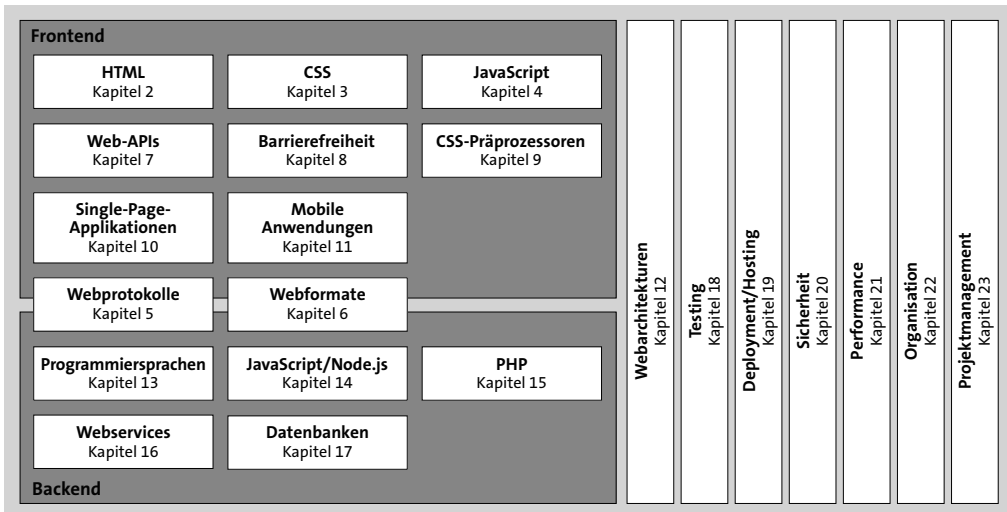 Frontend
HTML
Kapitel 2
CSS
Kapitel 3
JavaScript
Kapitel 4
Web-APIs
Kapitel 7
Barrierefreiheit
Kapitel 8
CSS-Präprozessoren
Kapitel 9
Single-Page-
Applikationen
Kapitel 10
Mobile
Anwendungen
Kapitel 11
Webprotokolle
Kapitel 5
Webformate
Kapitel 6
Programmiersprachen
Kapitel 13
JavaScript/Node.js
Kapitel 14
PHP
Kapitel 15
Webservices
Kapitel 16
Datenbanken
Kapitel 17
Backend
Webarchitekturen
Kapitel 12
Testing
Kapitel 18
Deployment/Hosting
Kapitel 19
Sicherheit
Kapitel 20
Performance
Kapitel 21
Organisation
Kapitel 22
Projektmanagement
Kapitel 23